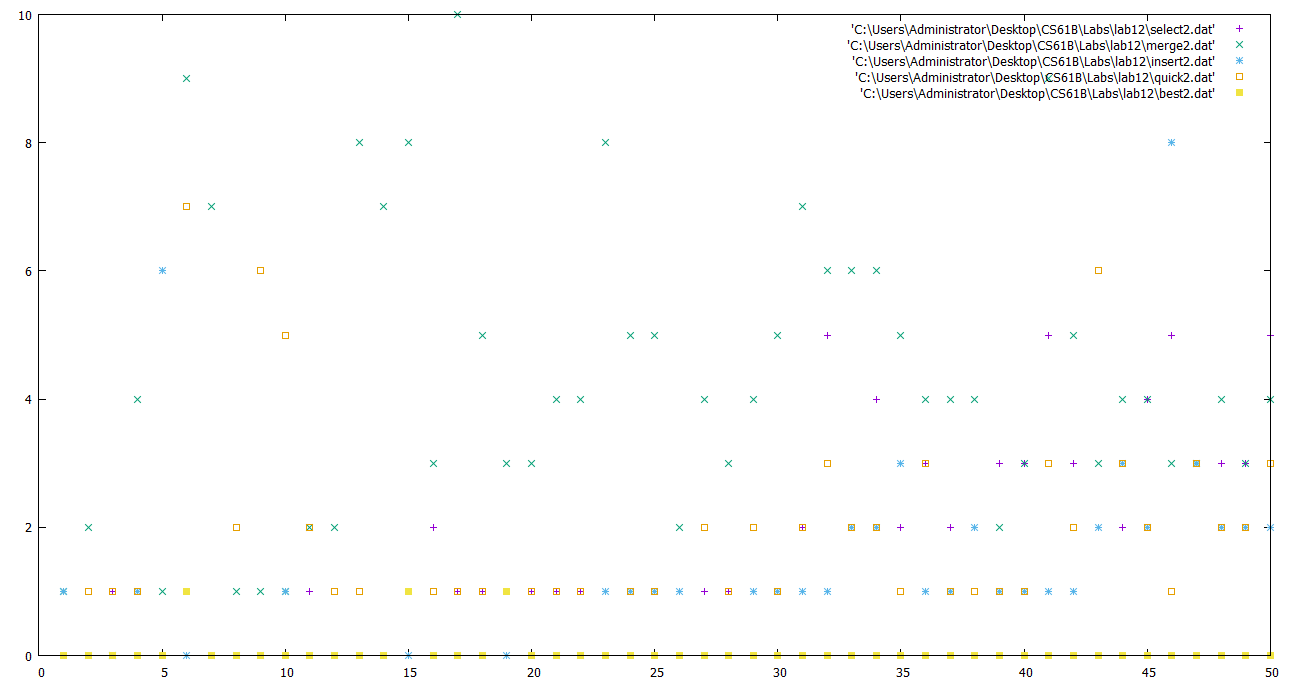 10
'C:\Users\Administrator\Desktop\CS61B\Labs\lab12\select2.dat'
'C:\Users\Administrator\Desktop\CS61B\Labs\lab12\merge2.dat'
'C:\Users\Administrator\Desktop\CS61B\Labs\lab12\insert2.dat'
'C:\Users\Administrator\Desktop\CS61B\Labs\lab12\quick2.dat'
'C:\Users\Administrator\Desktop\CS61B\Labs\lab12\best2.dat'
8
6
4
2
0
0 5 10 15 20 25 30 35 40 45 50